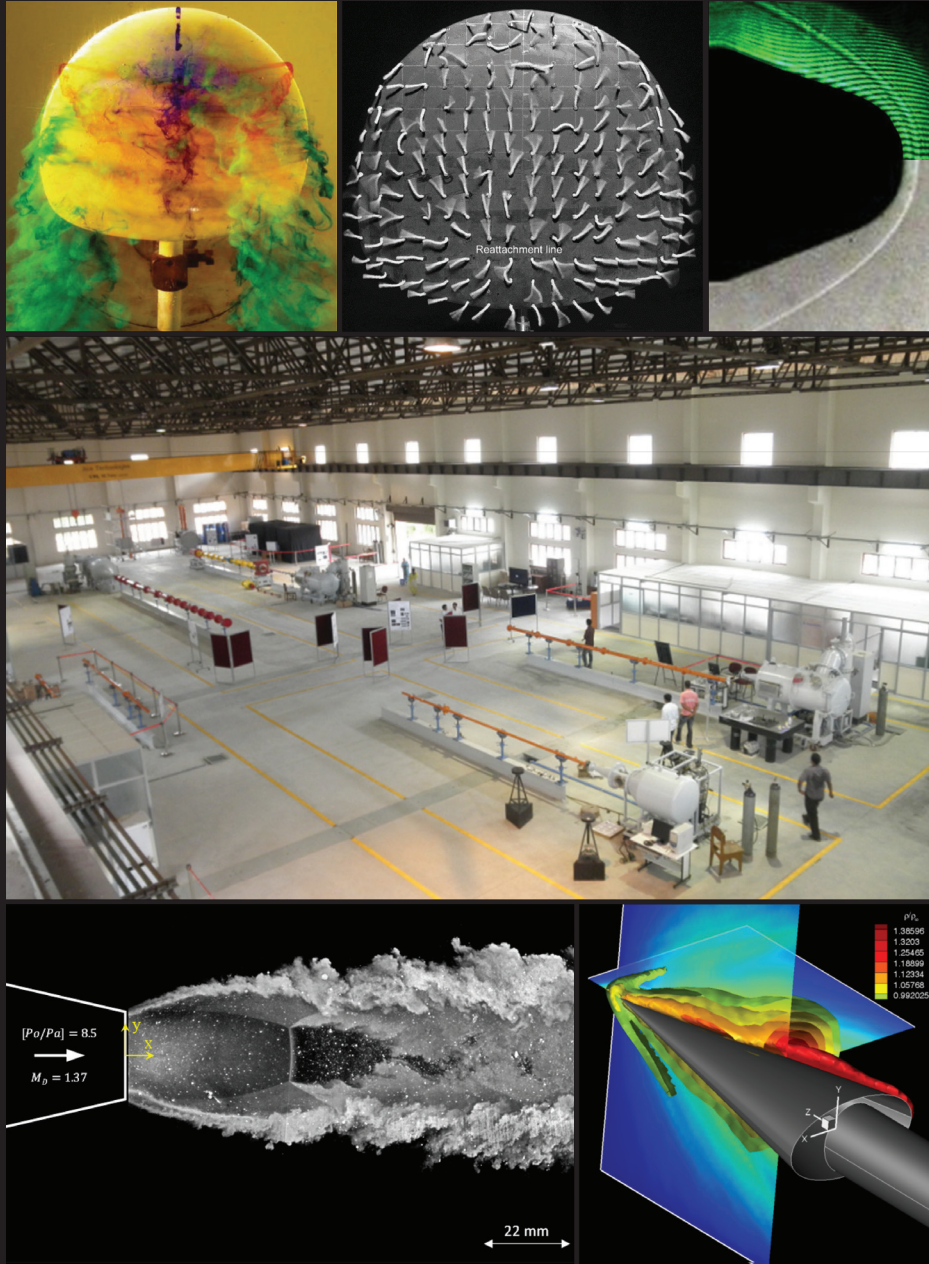 Reattachment line
[Po/Pa] = 8.5
y
x
M_D = 1.37
22 mm
ρ/ρ∞
1.38596
1.3203
1.25465
1.18899
1.12334
1.05768
0.992025
Y
Z
X